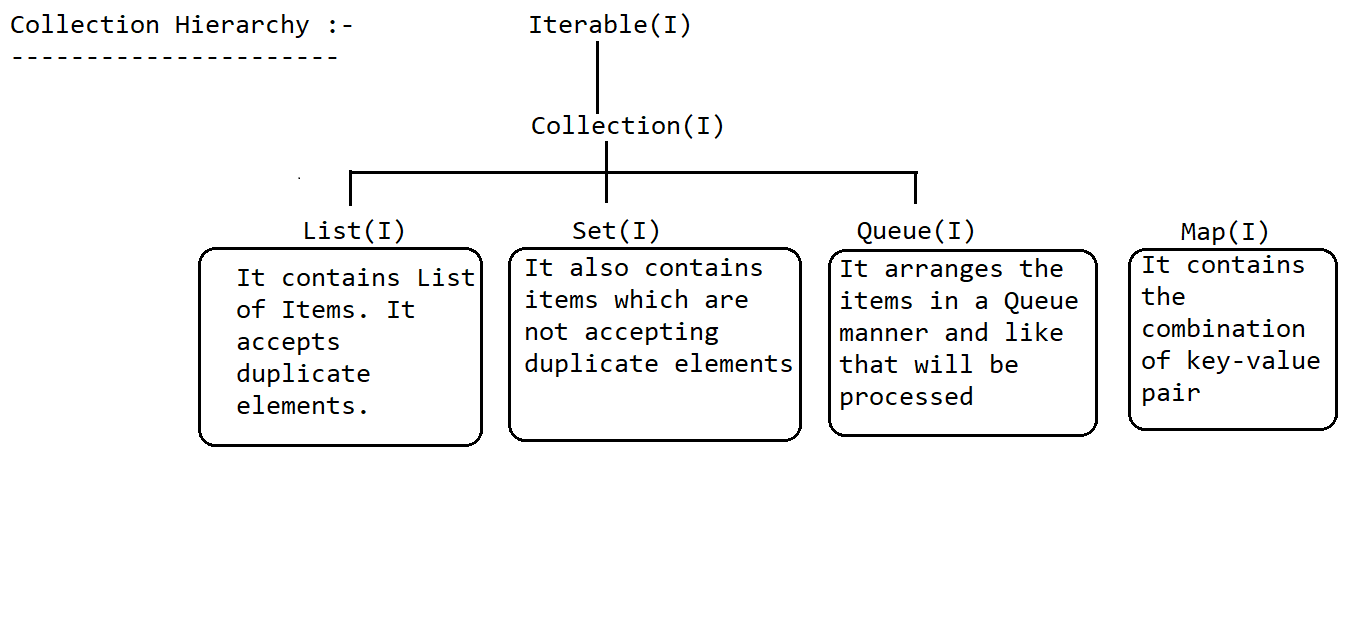 Collection Hierarchy :-
----------------------
Iterable(I)
Collection(I)
List(I)
It contains List
of Items. It
accepts
duplicate
elements.
Set(I)
It also contains
items which are
not accepting
duplicate elements
Queue(I)
It arranges the
items in a Queue
manner and like
that will be
processed
Map(I)
It contains
the
combination
of key-value
pair